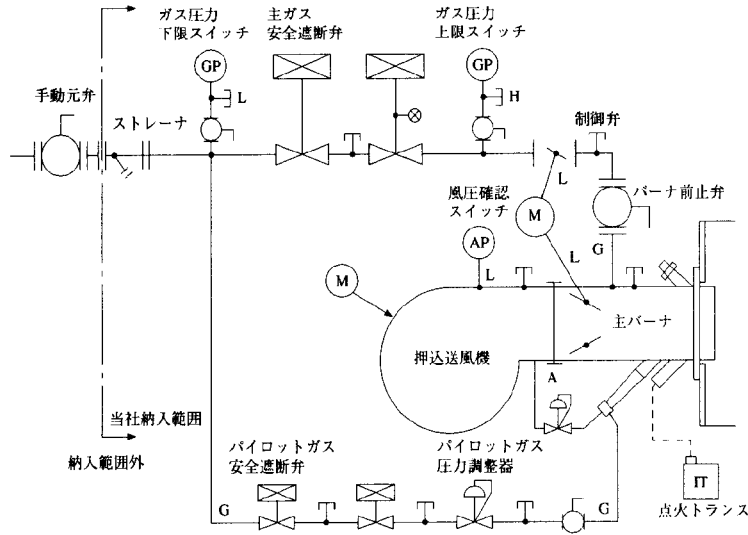 ガス圧力
下限スイッチ
主ガス
安全遮断弁
ガス圧力
上限スイッチ
GP
GP
L
H
手動元弁
ストレーナ
制御弁
L
風圧確認
スイッチ
M
バーナ前止弁
AP
L
L
G
M
主バーナ
押込送風機
A
当社納入範囲
納入範囲外
パイロットガス
安全遮断弁
パイロットガス
圧力調整器
G
G
IT
点火トランス